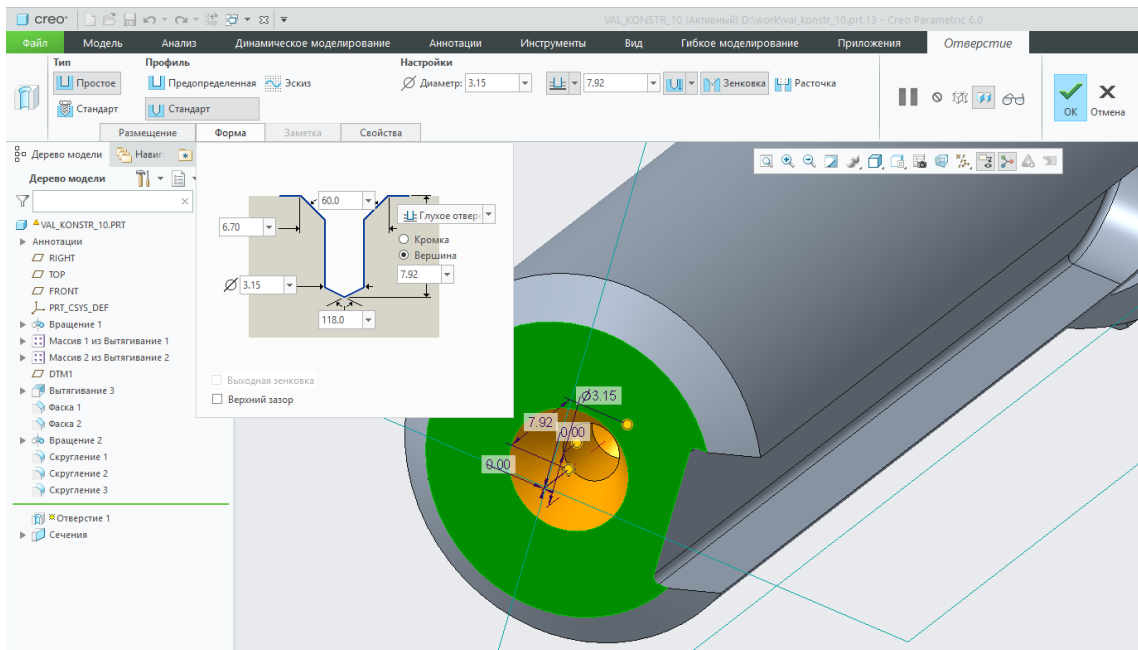 creo
VAL_KONSTR_10 (Активный) D:\work\val_konstr_10.prt.13 - Creo Parametric 6.0
Файл Модель Анализ Динамическое моделирование Аннотации Инструменты Вид Гибкое моделирование Приложения Отверстие
Тип Профиль Настройки
Простое Предопределенная Эскиз Диаметр: 3.15 7.92 Зенковка Расточка
Стандарт Стандарт
OK Отмена
Размещение Форма Заметка Свойства
Дерево модели Навиг
Дерево модели
VAL_KONSTR_10.PRT
Аннотации
RIGHT
TOP
FRONT
PRT_CSYS_DEF
Вращение 1
Массив 1 из Вытягивание 1
Массив 2 из Вытягивание 2
DTM1
Вытягивание 3
Фаска 1
Фаска 2
Вращение 2
Скругление 1
Скругление 2
Скругление 3
Отверстие 1
Сечения
60.0
6.70
Глухое отвер
Кромка
Вершина
7.92
3.15
118.0
Выходная зенковка
Верхний зазор
Ø3.15
7.92
0.00
0.00